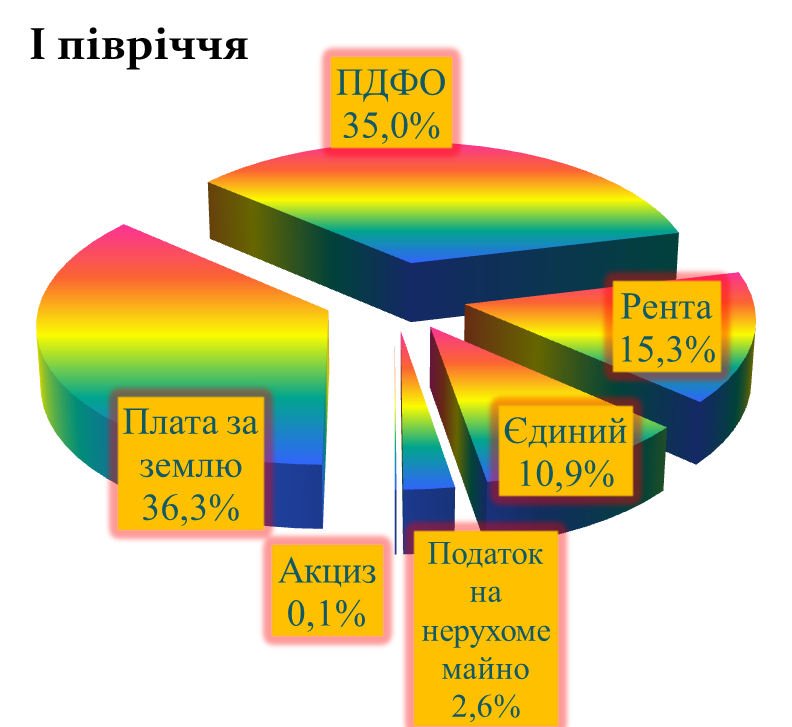 І півріччя
ПДФО
35,0%
Рента
15,3%
Єдиний
10,9%
Плата за
землю
36,3%
Акциз
0,1%
Податок
на
нерухоме
майно
2,6%